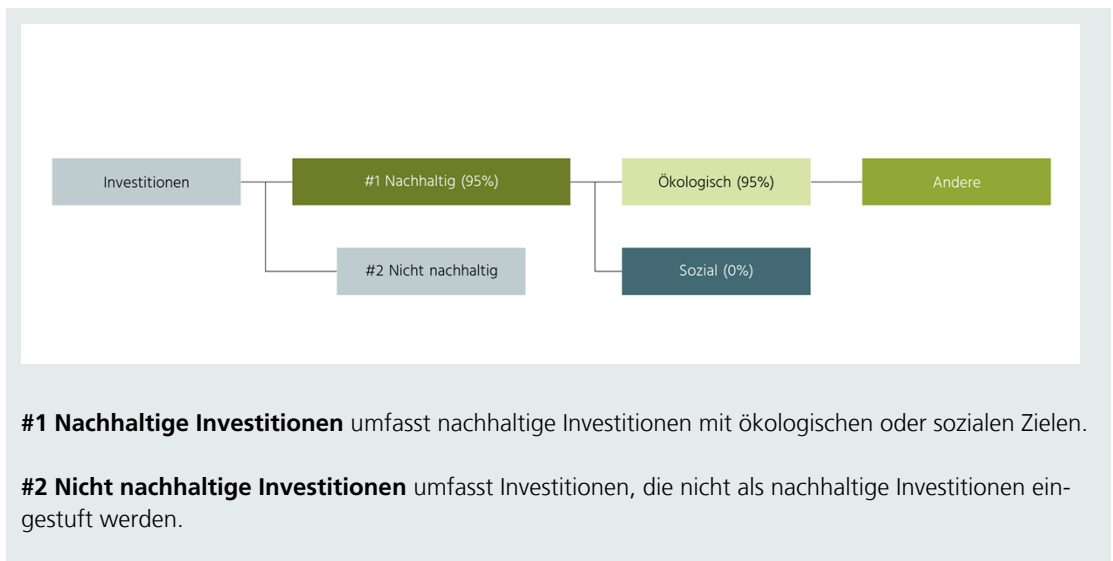 Investitionen
#1 Nachhaltig (95%)
Ökologisch (95%)
Andere
#2 Nicht nachhaltig
Sozial (0%)
#1 Nachhaltige Investitionen umfasst nachhaltige Investitionen mit ökologischen oder sozialen Zielen.
#2 Nicht nachhaltige Investitionen umfasst Investitionen, die nicht als nachhaltige Investitionen ein-
gestuft werden.